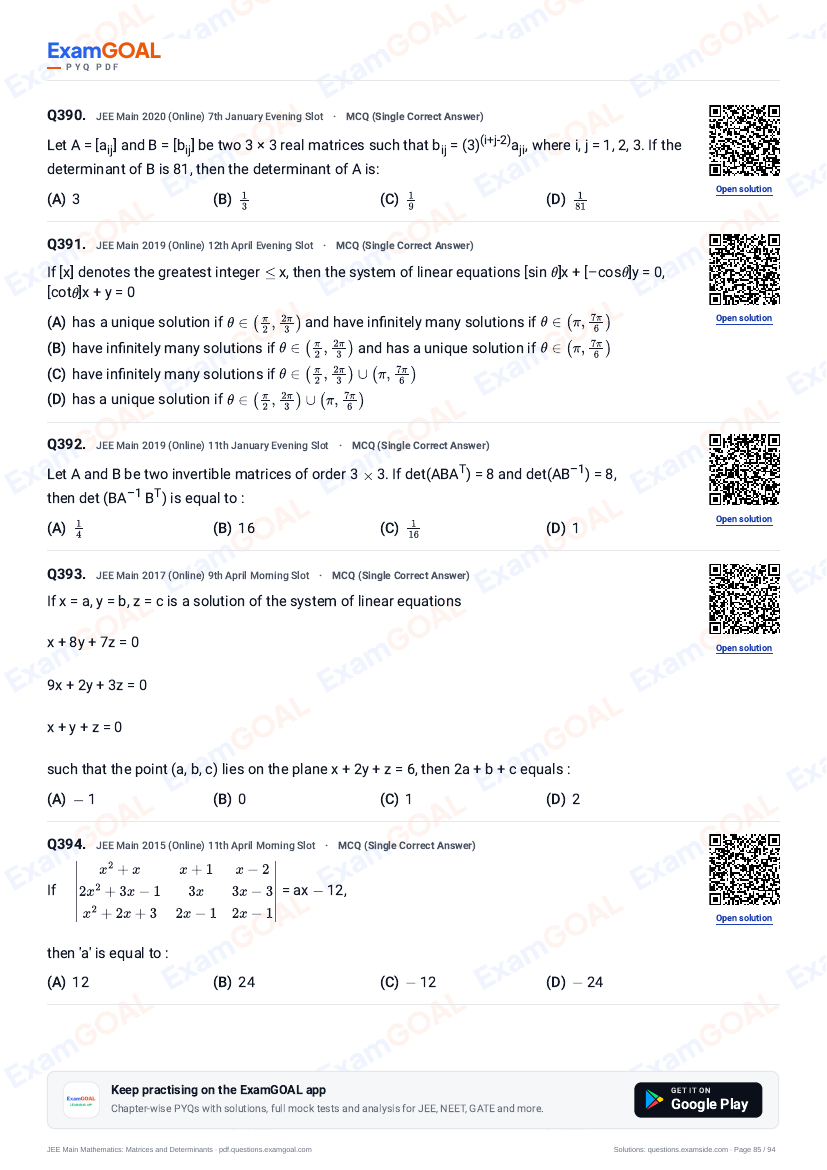 ExamGOAL
PYQ PDF
Q390. JEE Main 2020 (Online) 7th January Evening Slot · MCQ (Single Correct Answer)
Let A = [a_ij] and B = [b_ij] be two 3 × 3 real matrices such that b_ij = (3)^(i+j-2)a_ji, where i, j = 1, 2, 3. If the
determinant of B is 81, then the determinant of A is:
(A) 3 (B) 1/3 (C) 1/9 (D) 1/81
Open solution
Q391. JEE Main 2019 (Online) 12th April Evening Slot · MCQ (Single Correct Answer)
If [x] denotes the greatest integer ≤ x, then the system of linear equations [sin θ]x + [−cosθ]y = 0,
[cotθ]x + y = 0
(A) has a unique solution if θ ∈ (π/2, 2π/3) and have infinitely many solutions if θ ∈ (π, 7π/6)
(B) have infinitely many solutions if θ ∈ (π/2, 2π/3) and has a unique solution if θ ∈ (π, 7π/6)
(C) have infinitely many solutions if θ ∈ (π/2, 2π/3) ∪ (π, 7π/6)
(D) has a unique solution if θ ∈ (π/2, 2π/3) ∪ (π, 7π/6)
Open solution
Q392. JEE Main 2019 (Online) 11th January Evening Slot · MCQ (Single Correct Answer)
Let A and B be two invertible matrices of order 3 × 3. If det(ABA^T) = 8 and det(AB^−1) = 8,
then det (BA^−1 B^T) is equal to :
(A) 1/4 (B) 16 (C) 1/16 (D) 1
Open solution
Q393. JEE Main 2017 (Online) 9th April Morning Slot · MCQ (Single Correct Answer)
If x = a, y = b, z = c is a solution of the system of linear equations
x + 8y + 7z = 0
9x + 2y + 3z = 0
x + y + z = 0
such that the point (a, b, c) lies on the plane x + 2y + z = 6, then 2a + b + c equals :
(A) − 1 (B) 0 (C) 1 (D) 2
Open solution
Q394. JEE Main 2015 (Online) 11th April Morning Slot · MCQ (Single Correct Answer)
| x² + x x + 1 x − 2 |
If | 2x² + 3x − 1 3x 3x − 3 | = ax − 12,
| x² + 2x + 3 2x − 1 2x − 1 |
then 'a' is equal to :
(A) 12 (B) 24 (C) − 12 (D) − 24
Open solution
Keep practising on the ExamGOAL app
Chapter-wise PYQs with solutions, full mock tests and analysis for JEE, NEET, GATE and more.
GET IT ON
Google Play
JEE Main Mathematics: Matrices and Determinants · pdf.questions.examgoal.com
Solutions: questions.examside.com · Page 85 / 94